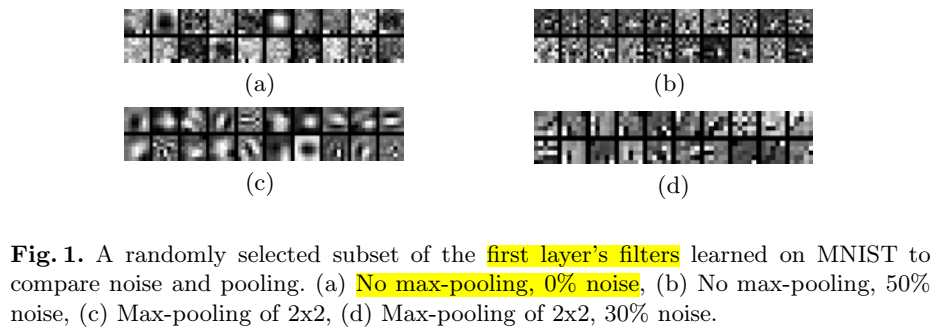 (a)
(b)
(c)
(d)
Fig. 1. A randomly selected subset of the first layer's filters learned on MNIST to
compare noise and pooling. (a) No max-pooling, 0% noise, (b) No max-pooling, 50%
noise, (c) Max-pooling of 2x2, (d) Max-pooling of 2x2, 30% noise.